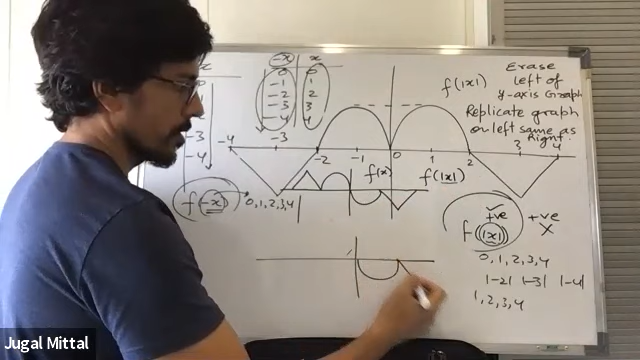 -x x
0 0
-1 1
-2 2
-3 3
-4 4
x
-3
-4
f(|x|)
Erase
left of
y-axis Graph
Replicate graph
on left same as
Right.
-4 -3 -2 -1 0 1 2 3 4
f(x) f(|x|)
f(-x) 0,1,2,3,4
+ve +ve
f(|x|) X
0,1,2,3,4
|-2| |-3| |-4|
1,2,3,4
Jugal Mittal